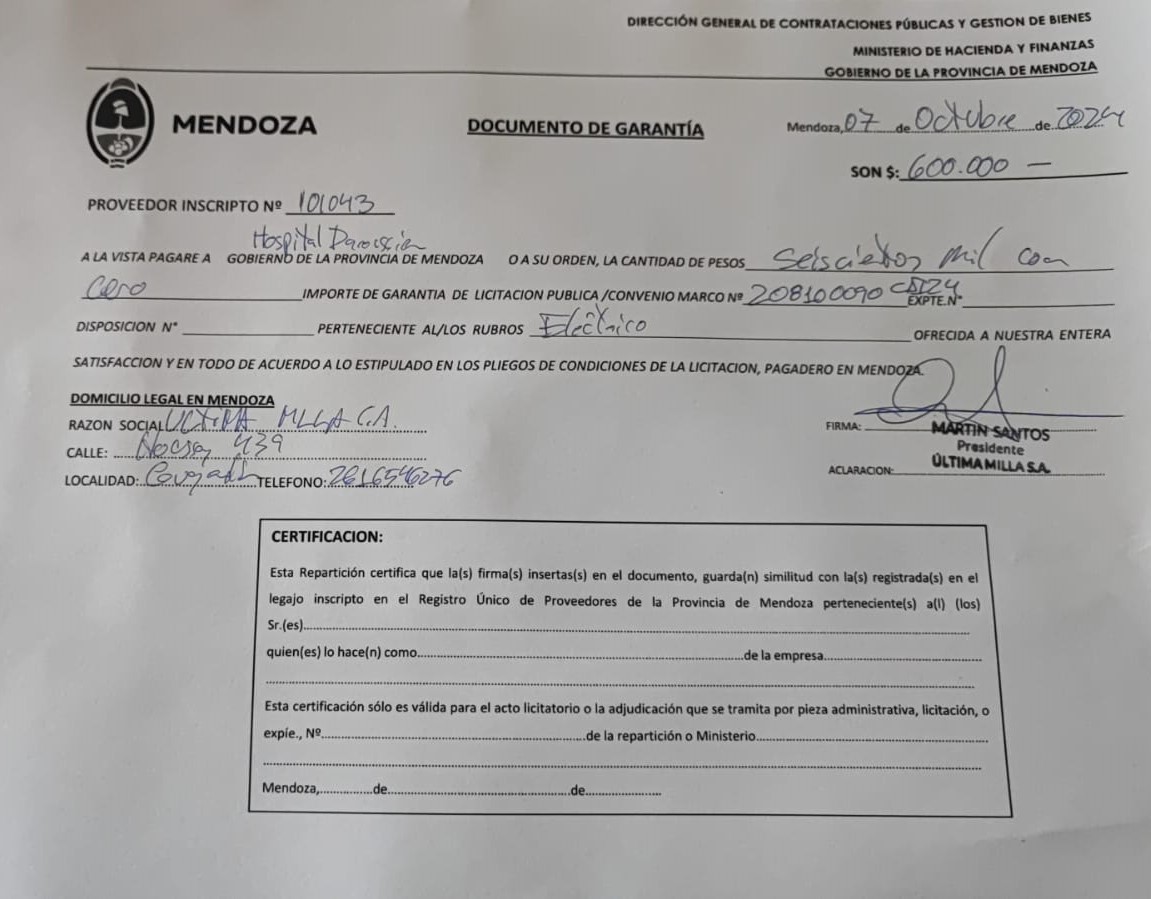 DIRECCIÓN GENERAL DE CONTRATACIONES PÚBLICAS Y GESTION DE BIENES
MINISTERIO DE HACIENDA Y FINANZAS
GOBIERNO DE LA PROVINCIA DE MENDOZA
MENDOZA
DOCUMENTO DE GARANTÍA
Mendoza, 07 de Octubre de 2024
SON $: 600.000 —
PROVEEDOR INSCRIPTO Nº 101043
Hospital
A LA VISTA PAGARE A GOBIERNO DE LA PROVINCIA DE MENDOZA O A SU ORDEN, LA CANTIDAD DE PESOS Seiscientos mil con
Cero IMPORTE DE GARANTIA DE LICITACION PUBLICA /CONVENIO MARCO Nº 208100090 EXPTE.N°
DISPOSICION N° PERTENECIENTE AL/LOS RUBROS Eléctrico OFRECIDA A NUESTRA ENTERA
SATISFACCION Y EN TODO DE ACUERDO A LO ESTIPULADO EN LOS PLIEGOS DE CONDICIONES DE LA LICITACION, PAGADERO EN MENDOZA.
DOMICILIO LEGAL EN MENDOZA
RAZON SOCIAL ULTIMA MILLA S.A.
CALLE: 439
LOCALIDAD: TELEFONO: 2616546276
FIRMA:
MARTIN SANTOS
Presidente
ACLARACION: ÚLTIMA MILLA S.A.
CERTIFICACION:
Esta Repartición certifica que la(s) firma(s) insertas(s) en el documento, guarda(n) similitud con la(s) registrada(s) en el
legajo inscripto en el Registro Único de Proveedores de la Provincia de Mendoza perteneciente(s) a(l) (los)
Sr.(es)
quien(es) lo hace(n) como de la empresa
Esta certificación sólo es válida para el acto licitatorio o la adjudicación que se tramita por pieza administrativa, licitación, o
expíe., Nº de la repartición o Ministerio
Mendoza, de de